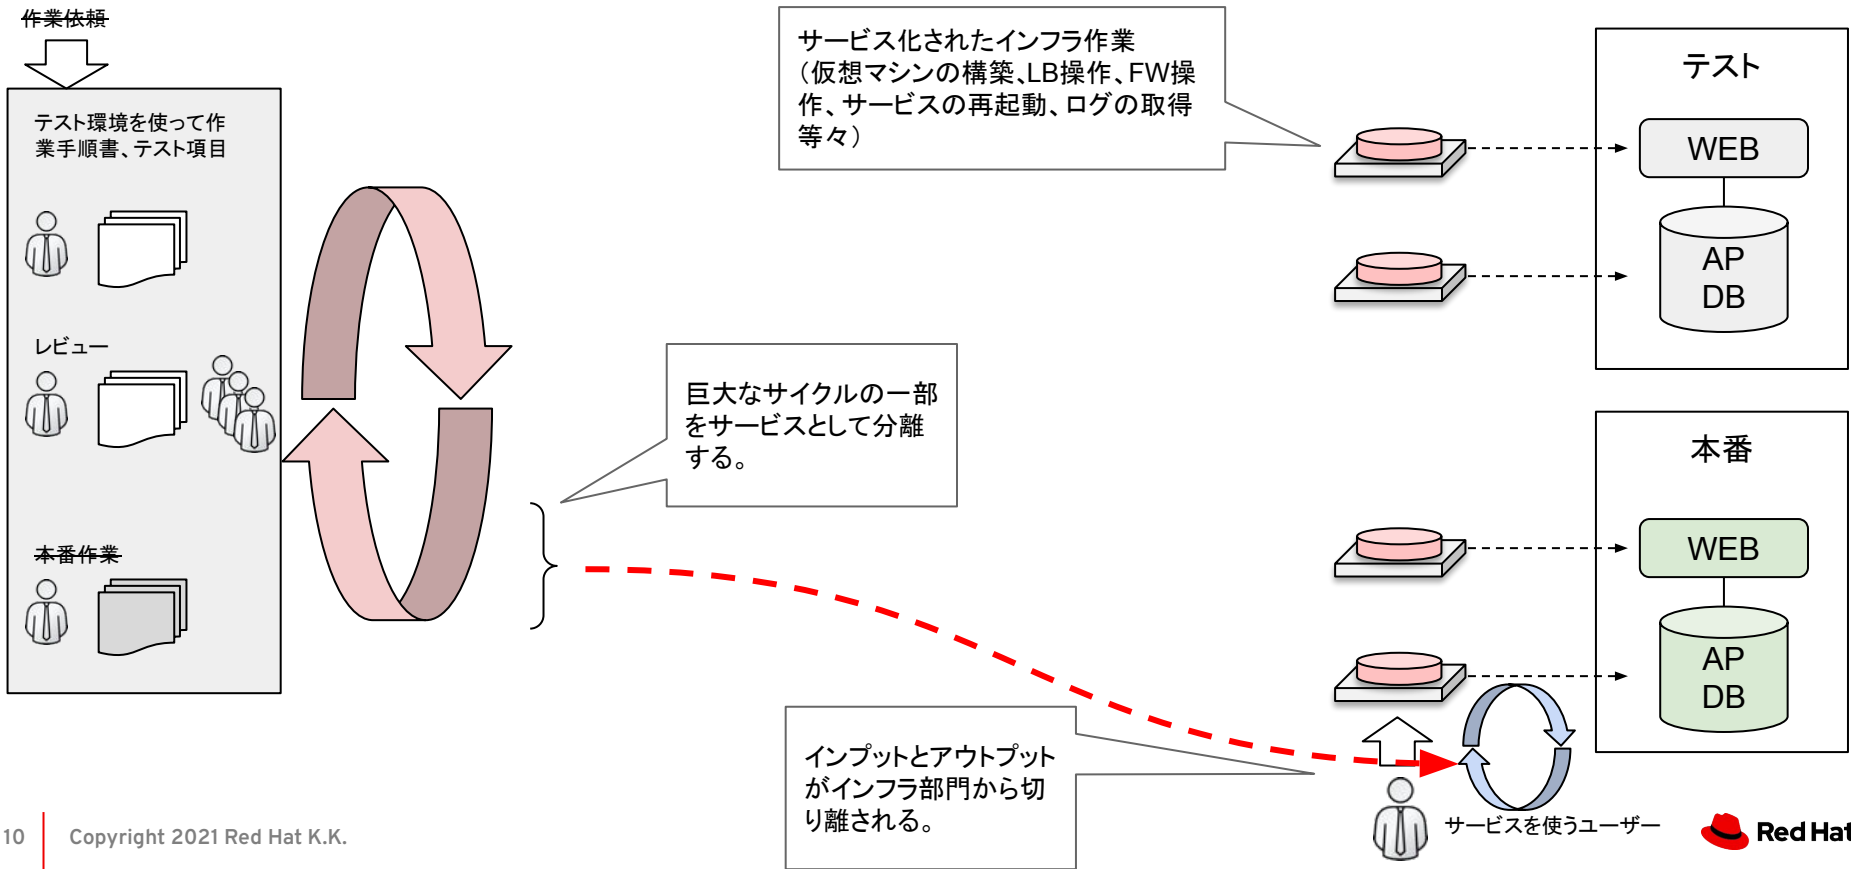 作業依頼
テスト環境を使って作
業手順書、テスト項目
レビュー
本番作業
サービス化されたインフラ作業
（仮想マシンの構築、LB操作、FW操
作、サービスの再起動、ログの取得
等々）
巨大なサイクルの一部
をサービスとして分離
する。
インプットとアウトプット
がインフラ部門から切
り離される。
テスト
WEB
AP
DB
本番
WEB
AP
DB
サービスを使うユーザー
10
Copyright 2021 Red Hat K.K.
Red Hat